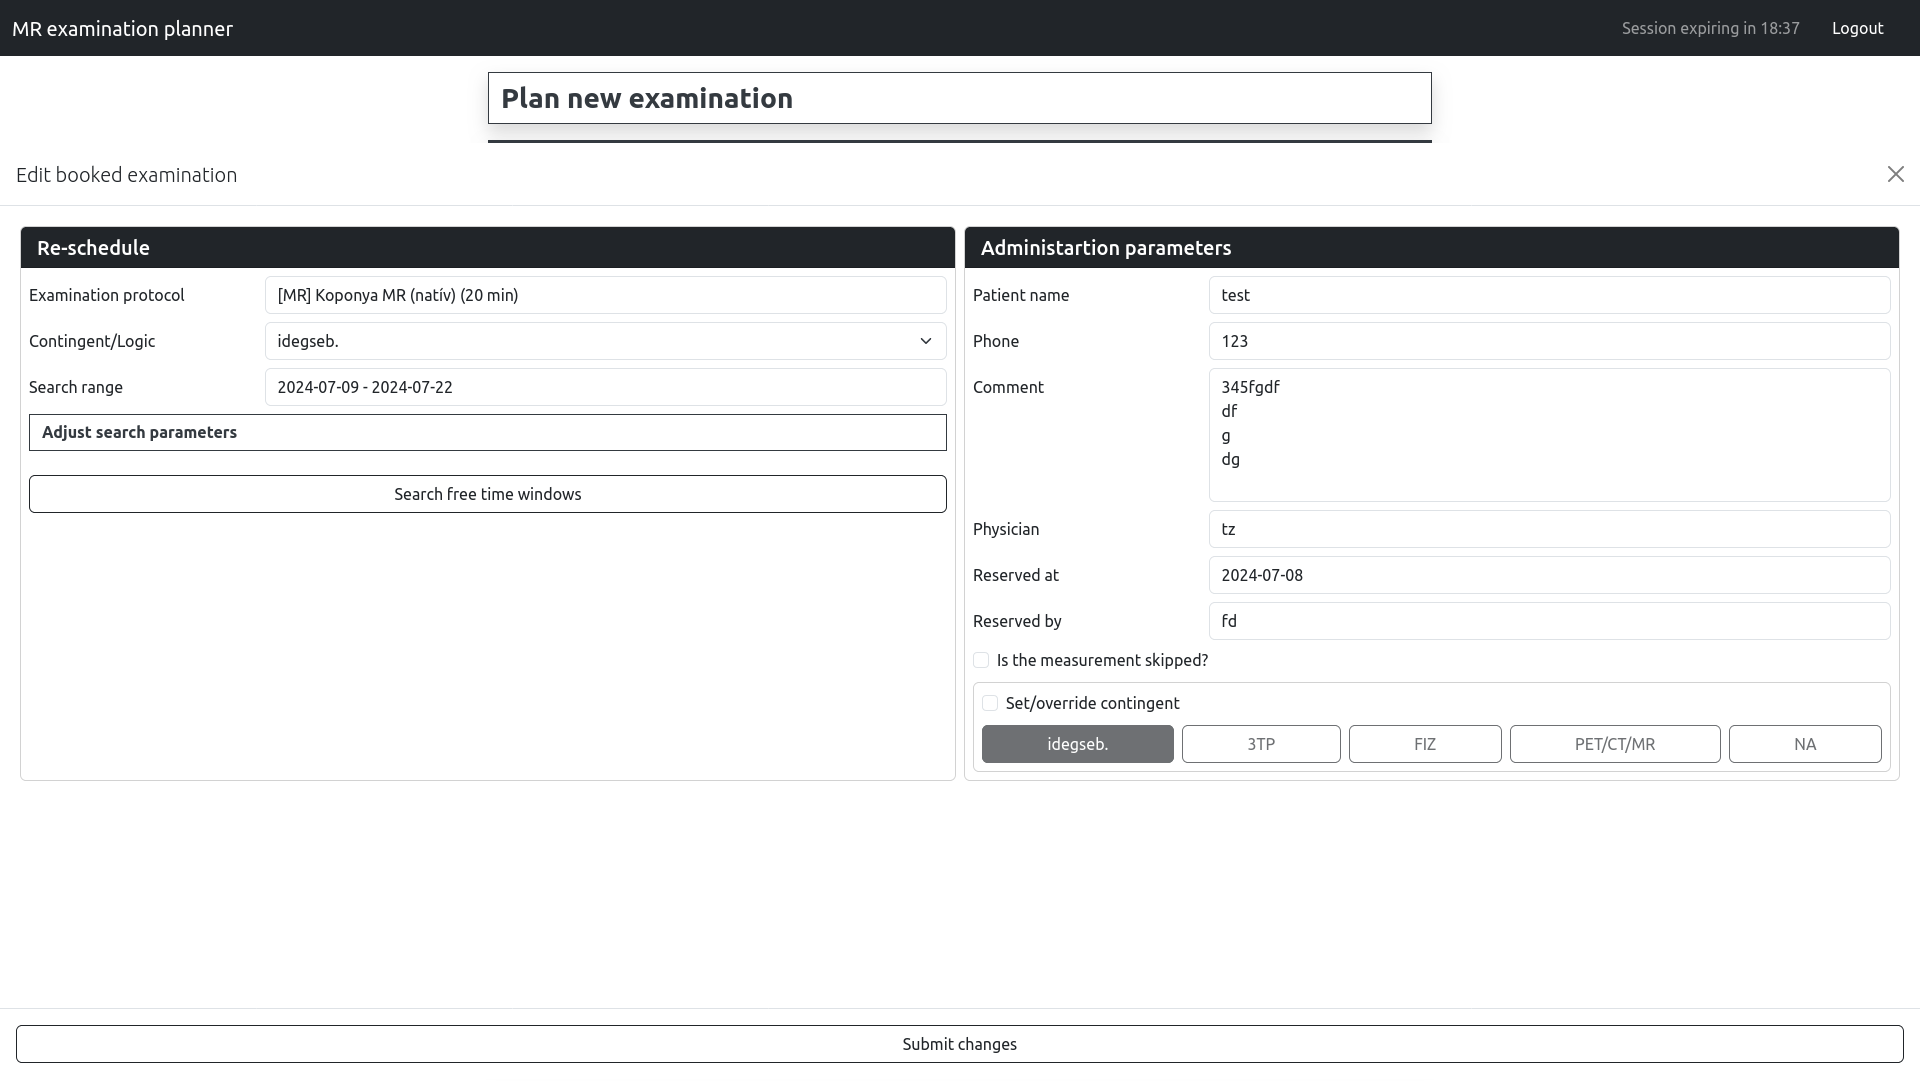 MR examination planner
Session expiring in 18:37
Logout
Plan new examination
Edit booked examination
Re-schedule
Examination protocol
[MR] Koponya MR (natív) (20 min)
Contingent/Logic
idegseb.
Search range
2024-07-09 - 2024-07-22
Adjust search parameters
Search free time windows
Administartion parameters
Patient name
test
Phone
123
Comment
345fgdf
df
g
dg
Physician
tz
Reserved at
2024-07-08
Reserved by
fd
Is the measurement skipped?
Set/override contingent
idegseb.
3TP
FIZ
PET/CT/MR
NA
Submit changes